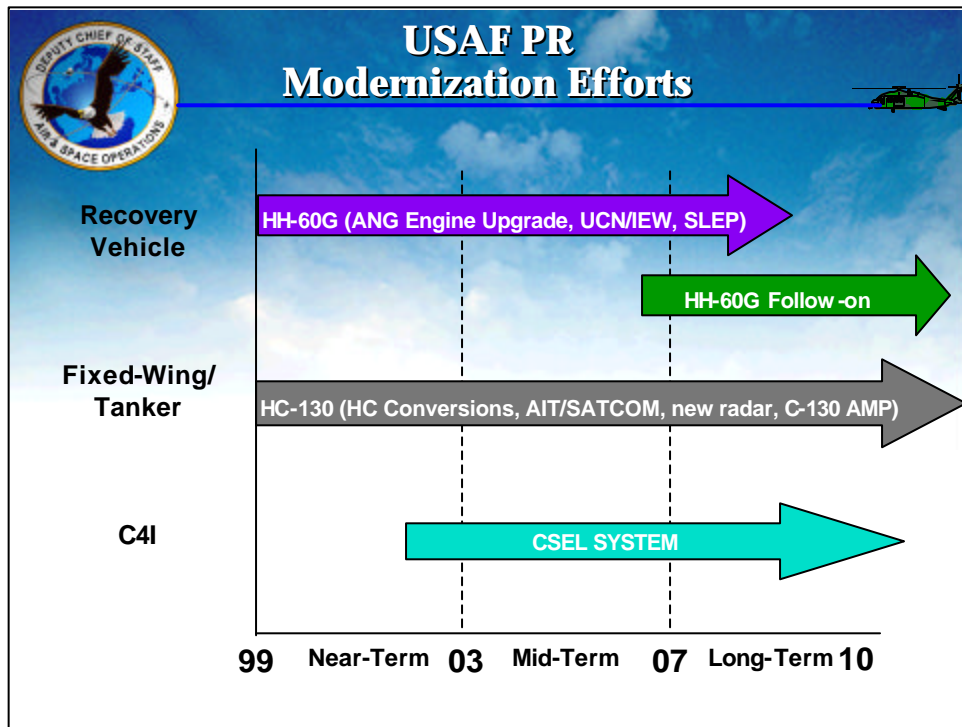 USAF PR
Modernization Efforts
DEPUTY CHIEF OF STAFF
AIR & SPACE OPERATIONS
Recovery
Vehicle
HH-60G (ANG Engine Upgrade, UCN/IEW, SLEP)
HH-60G Follow-on
Fixed-Wing/
Tanker
HC-130 (HC Conversions, AIT/SATCOM, new radar, C-130 AMP)
C4I
CSEL SYSTEM
99 Near-Term 03 Mid-Term 07 Long-Term 10